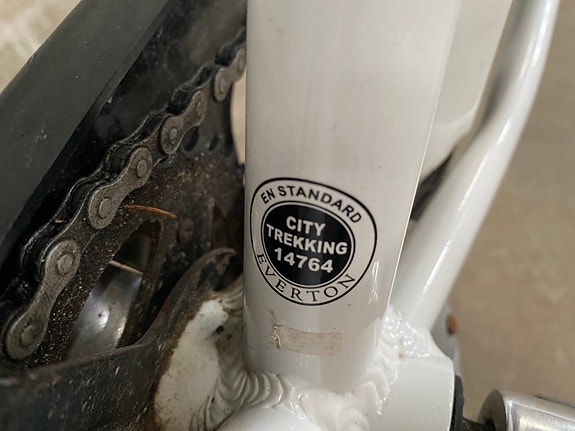 EN STANDARD
CITY
TREKKING
14764
EVERTON